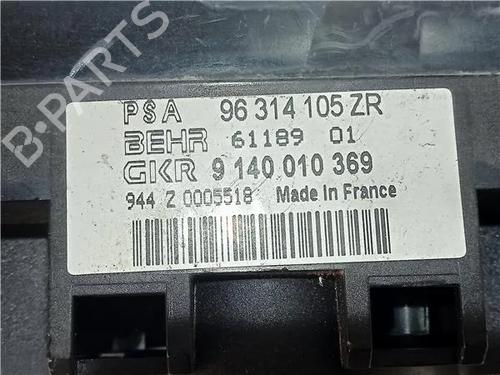 PSA 96 314 105 ZR
BEHR 61189 01
GKR 9 140 010 369
944 Z 0005518 Made in France
B-PARTS